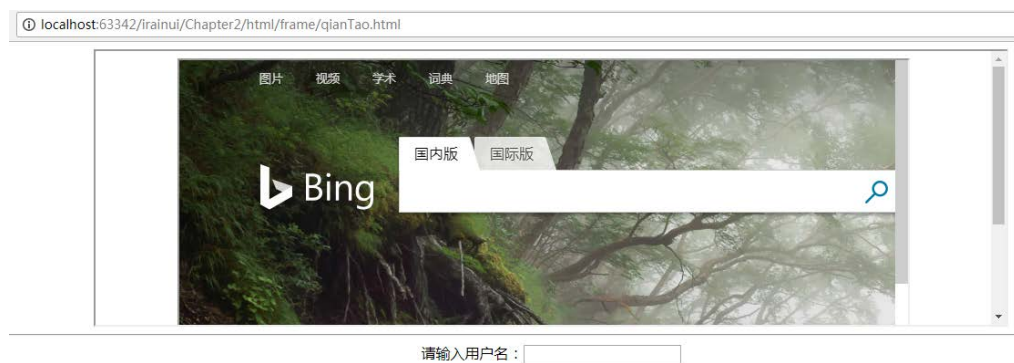 localhost:63342/irainui/Chapter2/html/frame/qianTao.html
图片 视频 学术 词典 地图
国内版 国际版
Bing
请输入用户名：